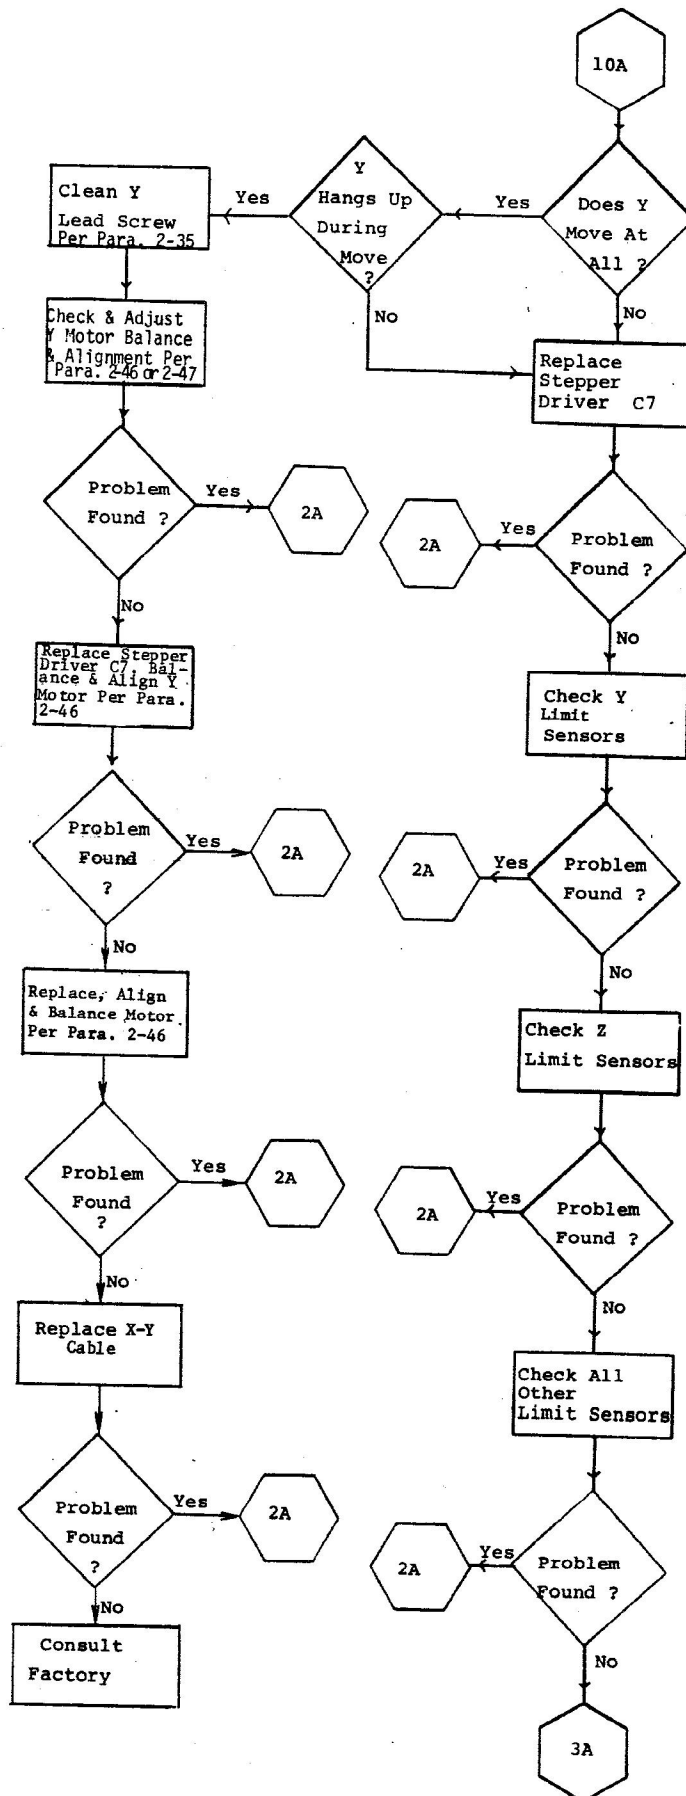 10A
Does Y
Move At
All ?
Yes
No
Y
Hangs Up
During
Move
?
Yes
No
Clean Y
Lead Screw
Per Para. 2-35
Check & Adjust
Y Motor Balance
& Alignment Per
Para. 2-46 or 2-47
Problem
Found ?
Yes
2A
No
Replace Stepper
Driver C7. Bal-
ance & Align Y
Motor Per Para.
2-46
Problem
Found
?
Yes
2A
No
Replace, Align
& Balance Motor
Per Para. 2-46
Problem
Found
?
Yes
2A
No
Replace X-Y
Cable
Problem
Found
?
Yes
2A
No
Consult
Factory
Replace
Stepper
Driver C7
Problem
Found ?
Yes
2A
No
Check Y
Limit
Sensors
Problem
Found ?
Yes
2A
No
Check Z
Limit Sensors
Problem
Found ?
Yes
2A
No
Check All
Other
Limit Sensors
Problem
Found ?
Yes
2A
No
3A